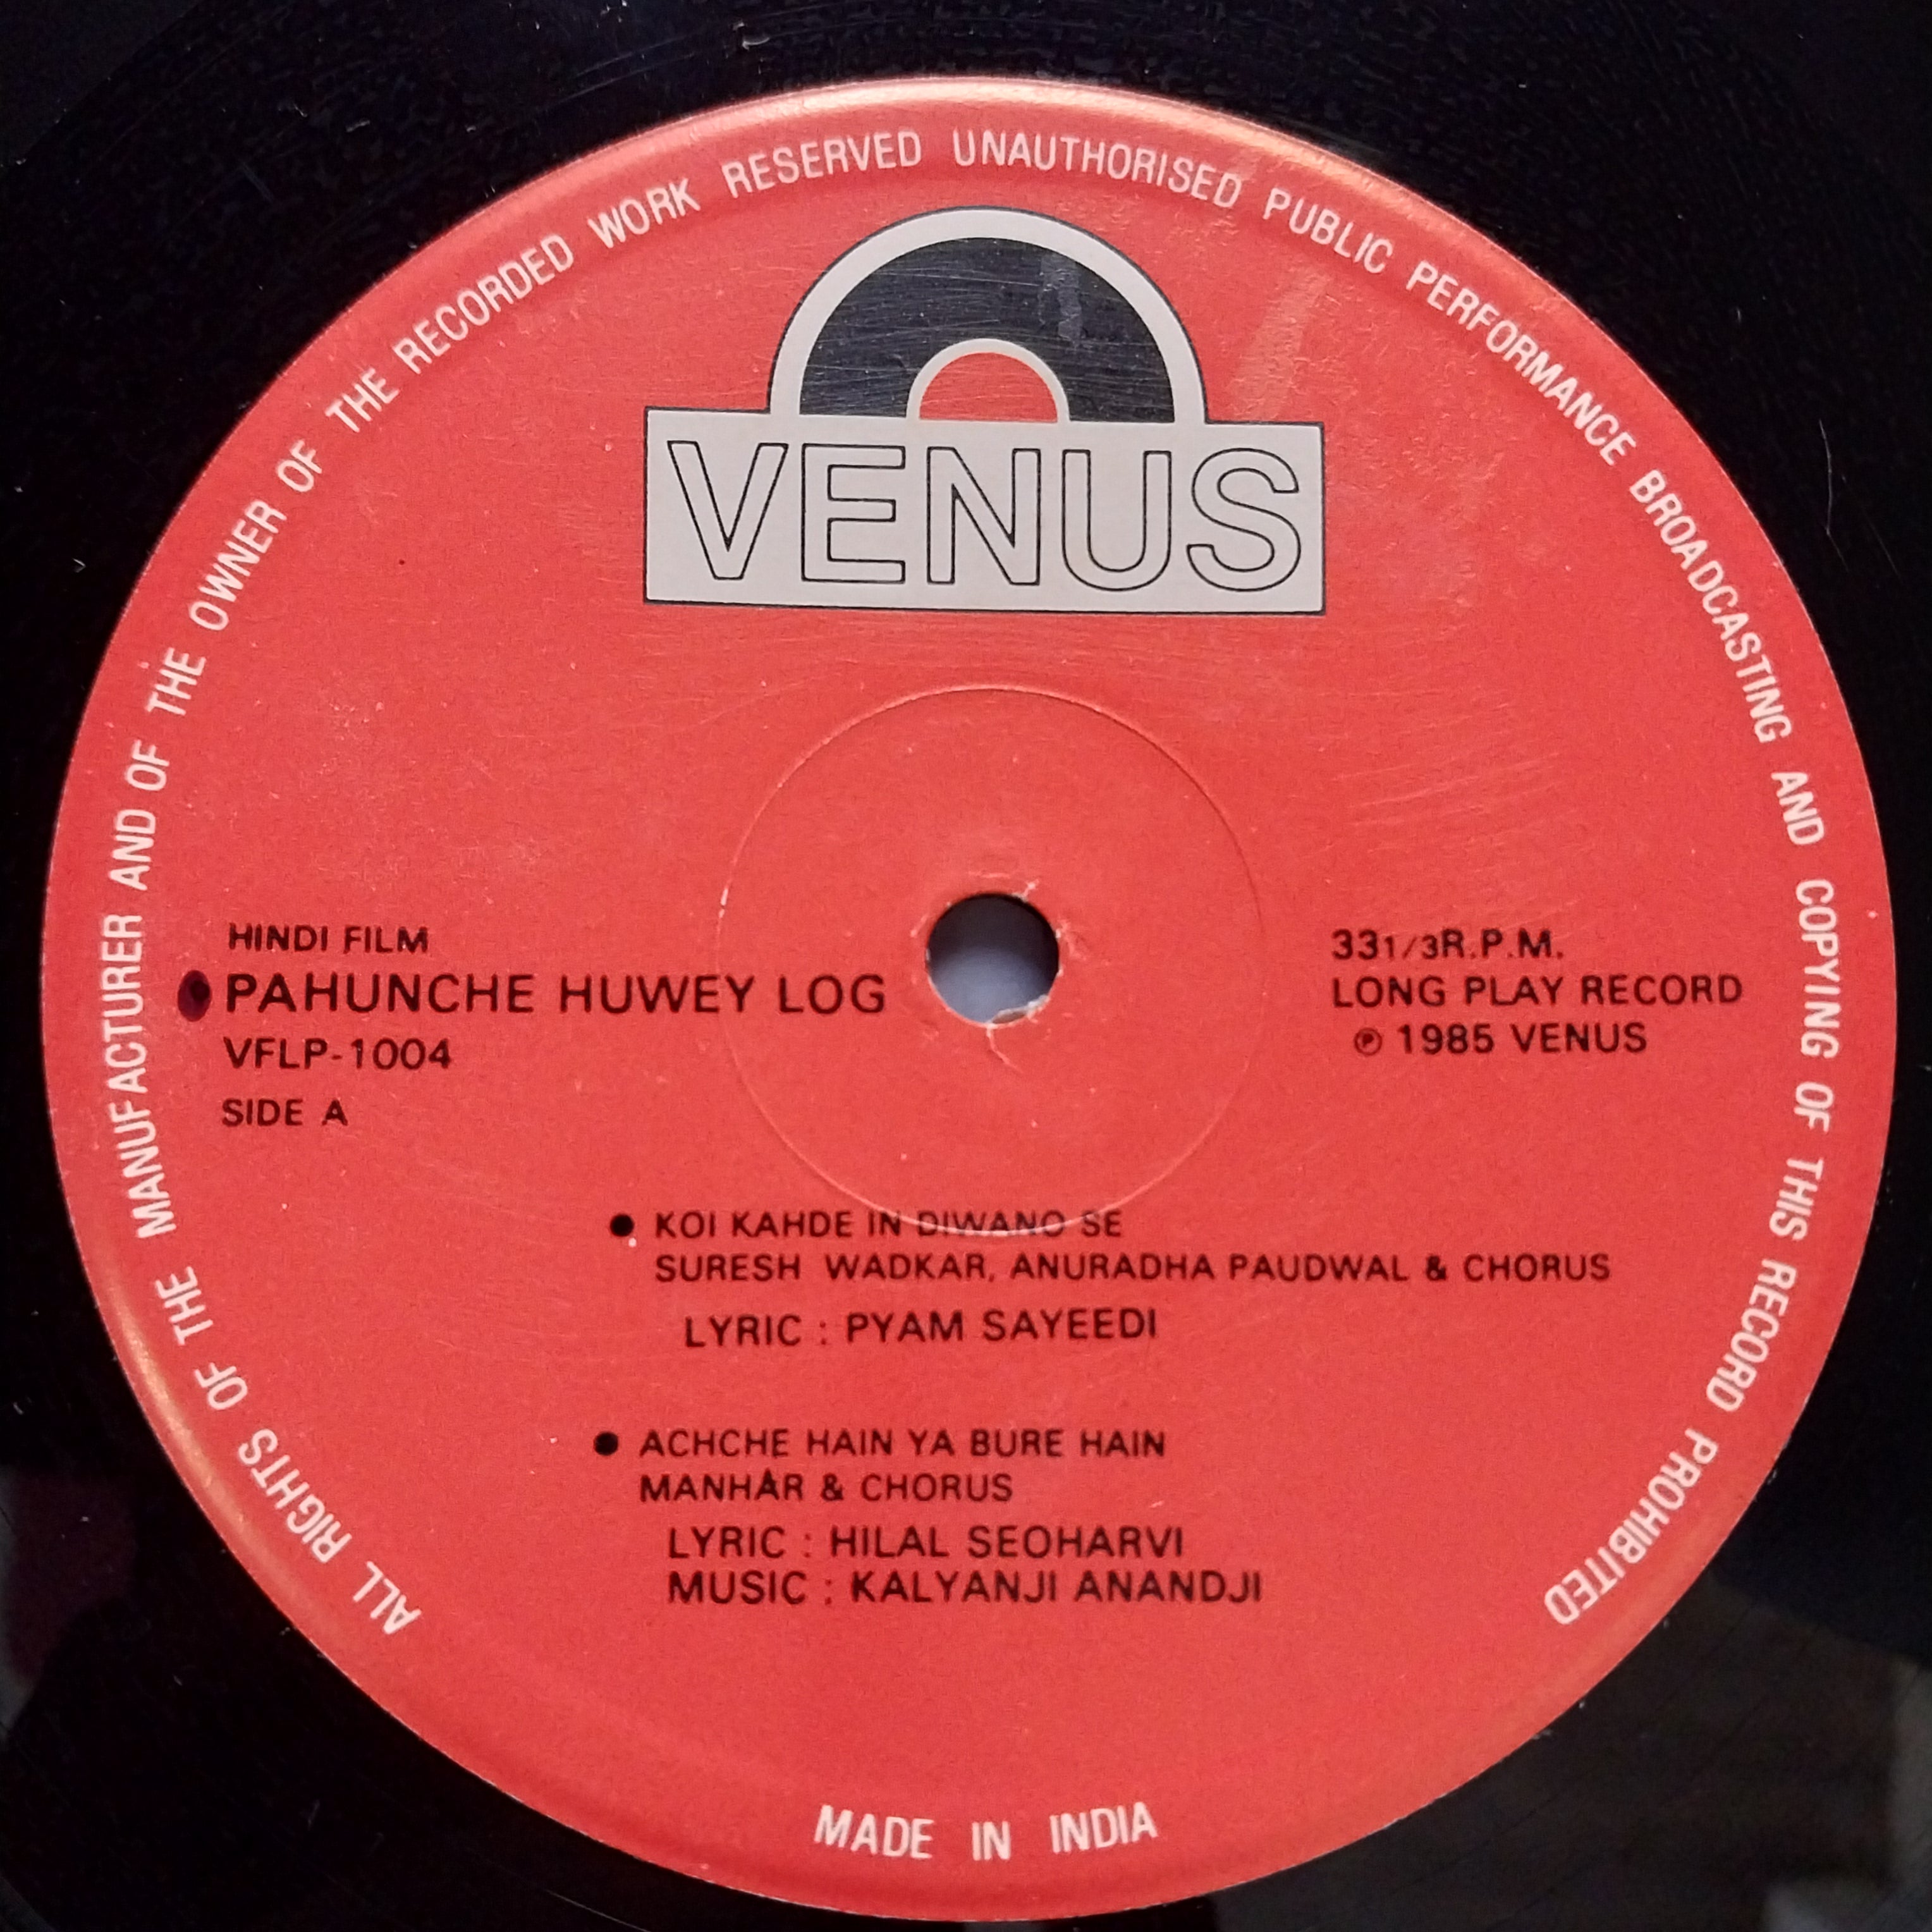 ALL RIGHTS OF THE MANUFACTURER AND OF THE OWNER OF THE RECORDED WORK RESERVED UNAUTHORISED PUBLIC PERFORMANCE BROADCASTING AND COPYING OF THIS RECORD PROHIBITED
VENUS
HINDI FILM
PAHUNCHE HUWEY LOG
VFLP-1004
SIDE A
33 1/3 R.P.M.
LONG PLAY RECORD
℗ 1985 VENUS
● KOI KAHDE IN DIWANO SE
SURESH WADKAR, ANURADHA PAUDWAL & CHORUS
LYRIC : PYAM SAYEEDI
● ACHCHE HAIN YA BURE HAIN
MANHAR & CHORUS
LYRIC : HILAL SEOHARVI
MUSIC : KALYANJI ANANDJI
MADE IN INDIA